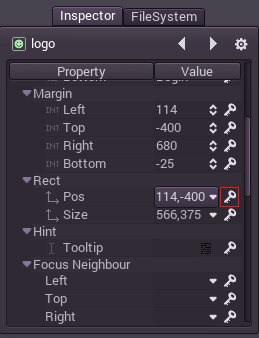 Inspector FileSystem
logo
Property Value
Margin
INT Left 114
INT Top -400
INT Right 680
INT Bottom -25
Rect
Pos 114,-400
Size 566,375
Hint
Tooltip
Focus Neighbour
Left
Top
Right